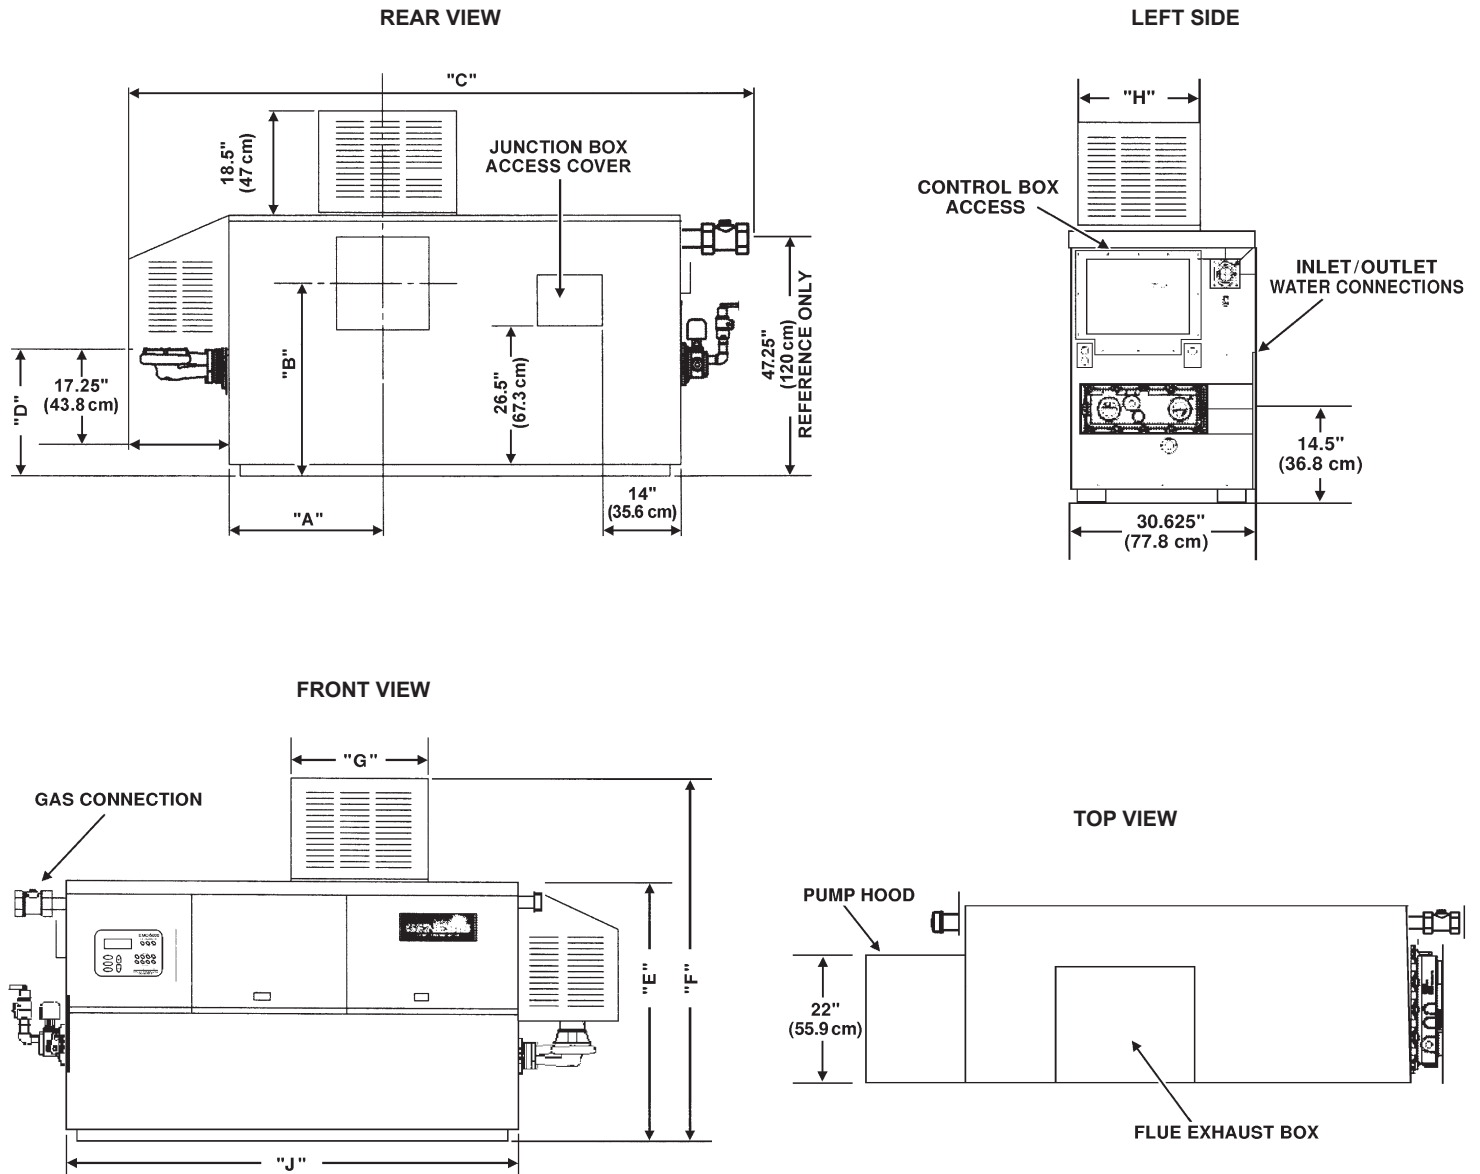 REAR VIEW
LEFT SIDE
"C"
18.5"
(47 cm)
JUNCTION BOX
ACCESS COVER
"B"
26.5"
(67.3 cm)
47.25"
(120 cm)
REFERENCE ONLY
"D"
17.25"
(43.8 cm)
"A"
14"
(35.6 cm)
"H"
CONTROL BOX
ACCESS
INLET/OUTLET
WATER CONNECTIONS
14.5"
(36.8 cm)
30.625"
(77.8 cm)
FRONT VIEW
"G"
GAS CONNECTION
"E"
"F"
"J"
TOP VIEW
PUMP HOOD
22"
(55.9 cm)
FLUE EXHAUST BOX